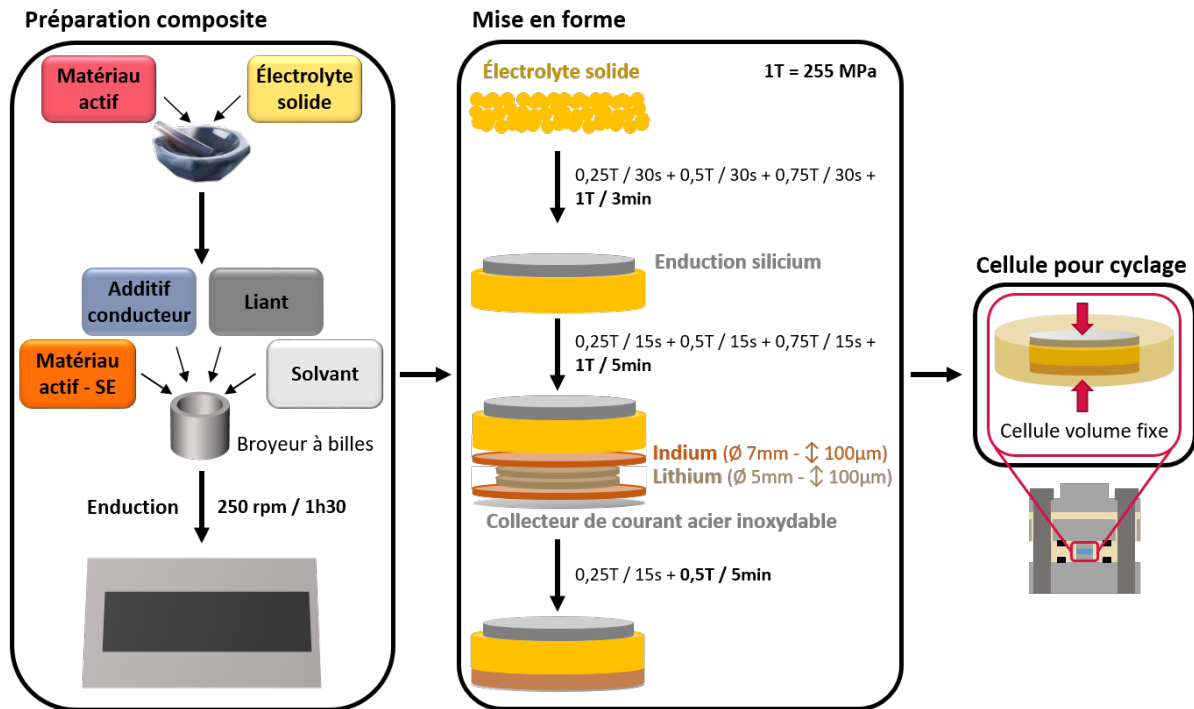 Préparation composite
Matériau
actif
Électrolyte
solide
Additif
conducteur
Liant
Matériau
actif - SE
Solvant
Broyeur à billes
Enduction
250 rpm / 1h30
Mise en forme
Électrolyte solide
1T = 255 MPa
0,25T / 30s + 0,5T / 30s + 0,75T / 30s +
1T / 3min
Enduction silicium
0,25T / 15s + 0,5T / 15s + 0,75T / 15s +
1T / 5min
Indium (Ø 7mm - ↕ 100µm)
Lithium (Ø 5mm - ↕ 100µm)
Collecteur de courant acier inoxydable
0,25T / 15s + 0,5T / 5min
Cellule pour cyclage
Cellule volume fixe